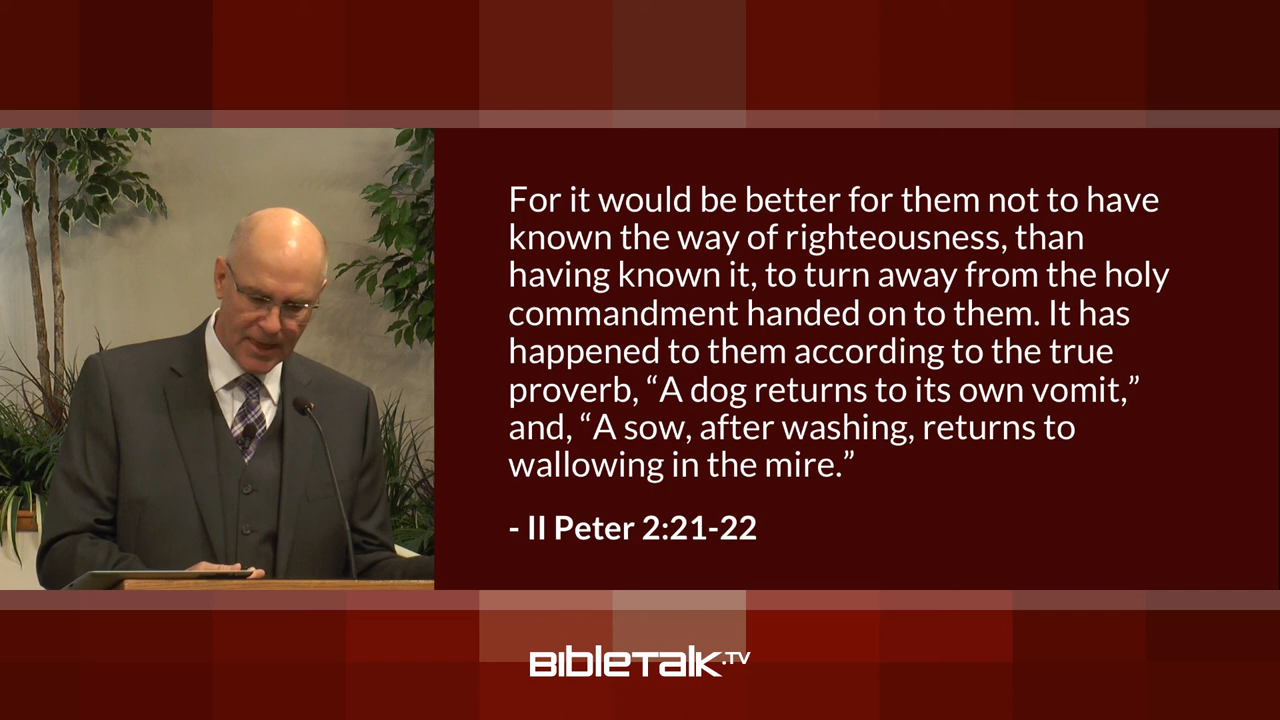 For it would be better for them not to have
known the way of righteousness, than
having known it, to turn away from the holy
commandment handed on to them. It has
happened to them according to the true
proverb, “A dog returns to its own vomit,”
and, “A sow, after washing, returns to
wallowing in the mire.”
- II Peter 2:21-22
BIBLETALK.TV